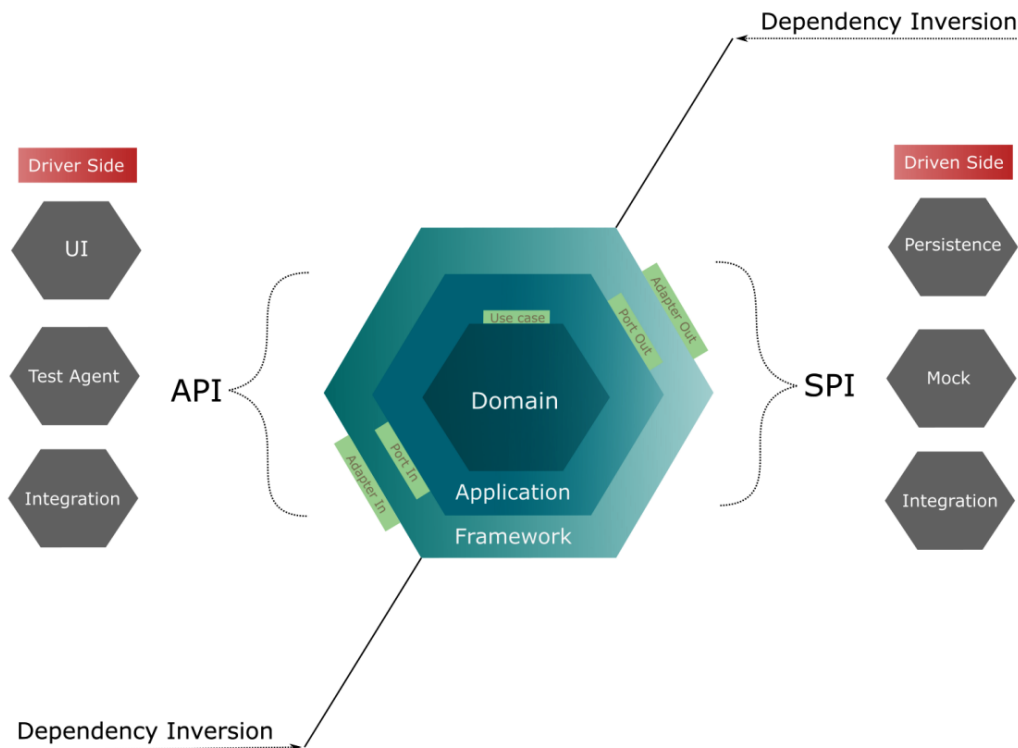 Dependency Inversion
Driver Side
Driven Side
UI
Persistence
Adapter Out
Port Out
Use case
Test Agent
API
Domain
SPI
Mock
Port In
Adapter In
Application
Integration
Integration
Framework
Dependency Inversion